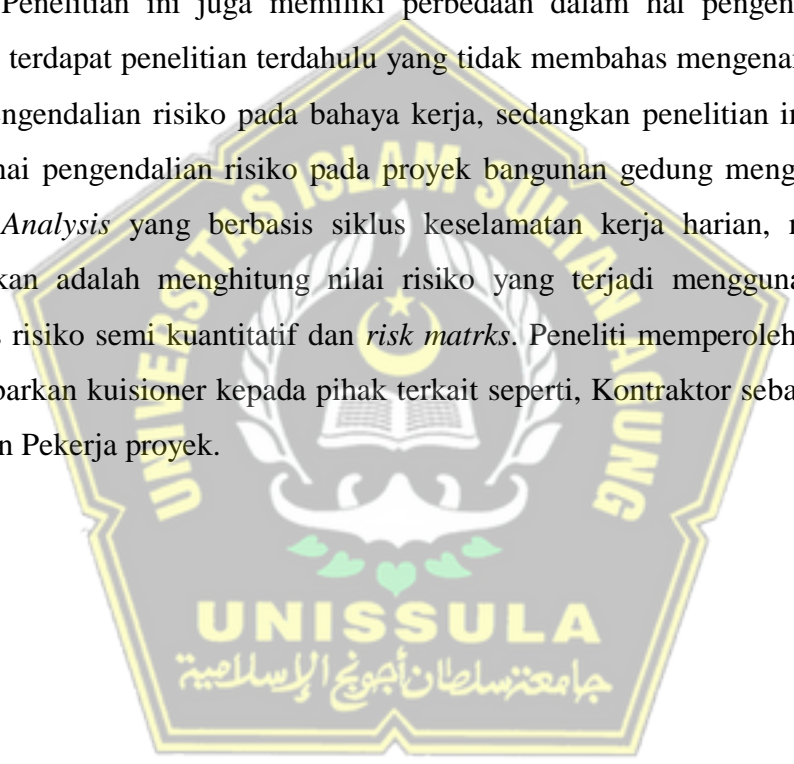 Penelitian ini juga memiliki perbedaan dalam hal pengen
terdapat penelitian terdahulu yang tidak membahas mengenai
engendalian risiko pada bahaya kerja, sedangkan penelitian in
nai pengendalian risiko pada proyek bangunan gedung meng
Analysis yang berbasis siklus keselamatan kerja harian,
kan adalah menghitung nilai risiko yang terjadi mengguna
risiko semi kuantitatif dan risk matrks. Peneliti memperoleh
barkan kuisioner kepada pihak terkait seperti, Kontraktor seba
n Pekerja proyek.
UNIVERSITAS ISLAM SULTAN AGUNG
UNISSULA
جامعترسلطان أجونج الإسلامية